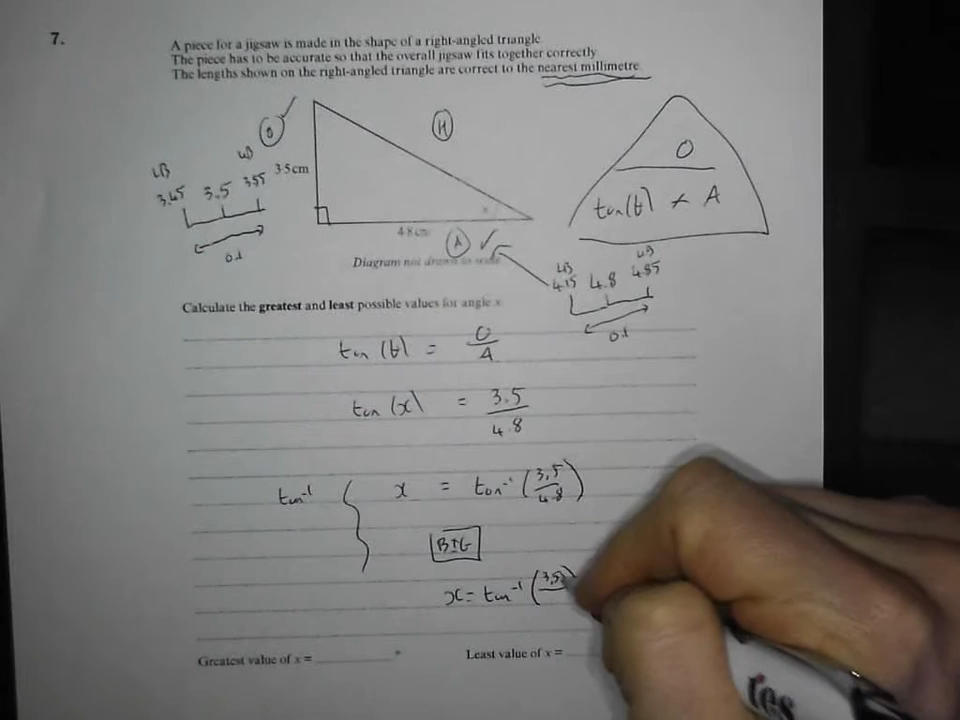 7.
A piece for a jigsaw is made in the shape of a right-angled triangle
The piece has to be accurate so that the overall jigsaw fits together correctly
The lengths shown on the right-angled triangle are correct to the nearest millimetre
O
H
LB
UB
3.45 3.5 3.55
3.5cm
0.1
O
tan(θ) × A
x
4.8cm
A
Diagram not drawn to scale
LB
UB
4.75 4.8 4.85
0.1
Calculate the greatest and least possible values for angle x
tan (θ) = O/A
tan (x) = 3.5/4.8
tan⁻¹
x = tan⁻¹ (3.5/4.8)
BIG
x = tan⁻¹ (
Greatest value of x = °
Least value of x =
tes